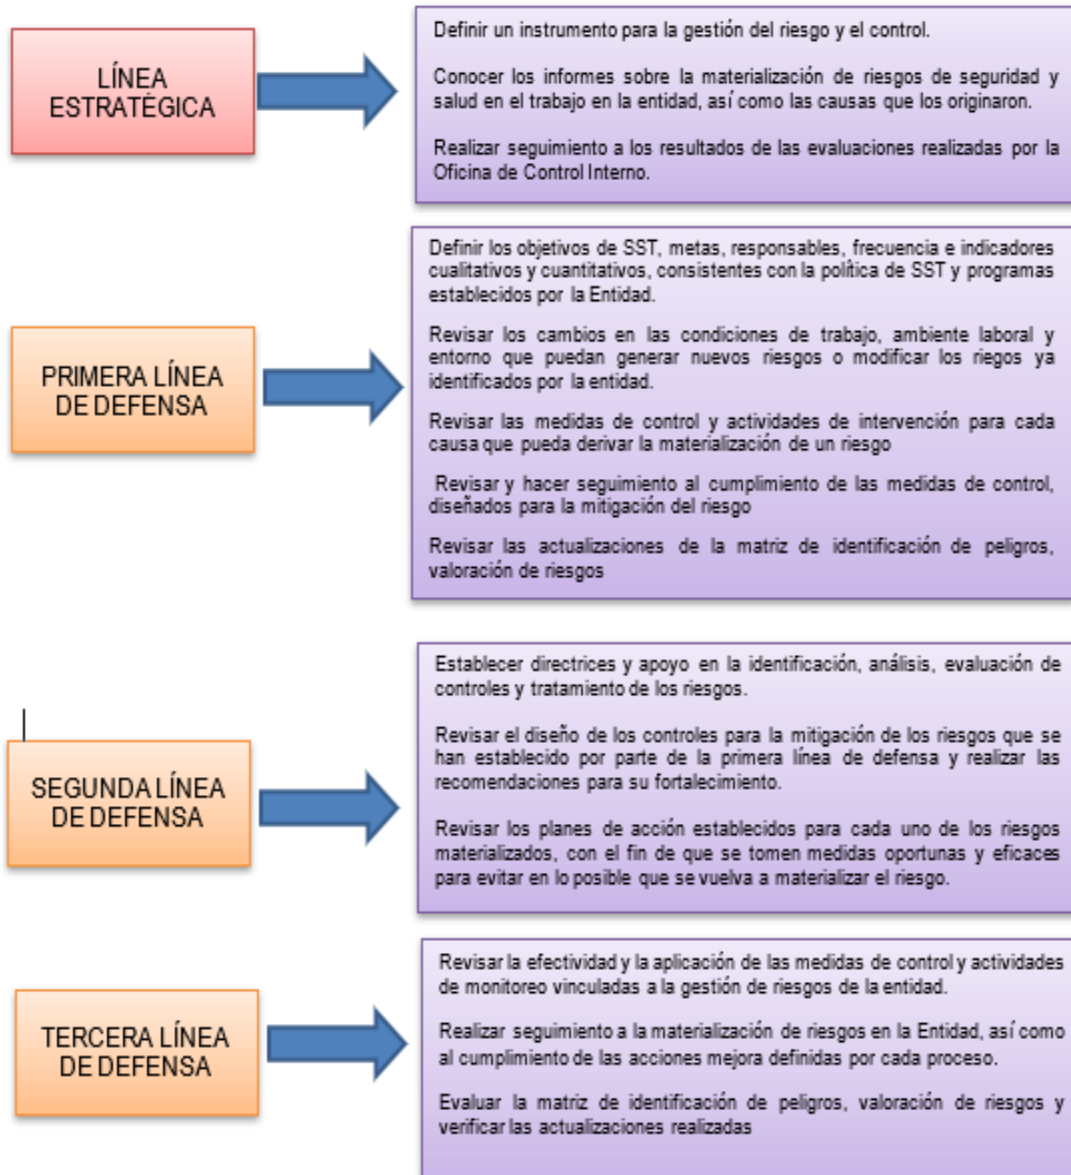 LÍNEA
ESTRATÉGICA
Definir un instrumento para la gestión del riesgo y el control.
Conocer los informes sobre la materialización de riesgos de seguridad y
salud en el trabajo en la entidad, así como las causas que los originaron.
Realizar seguimiento a los resultados de las evaluaciones realizadas por la
Oficina de Control Interno.
PRIMERA LÍNEA
DE DEFENSA
Definir los objetivos de SST, metas, responsables, frecuencia e indicadores
cualitativos y cuantitativos, consistentes con la política de SST y programas
establecidos por la Entidad.
Revisar los cambios en las condiciones de trabajo, ambiente laboral y
entorno que puedan generar nuevos riesgos o modificar los riegos ya
identificados por la entidad.
Revisar las medidas de control y actividades de intervención para cada
causa que pueda derivar la materialización de un riesgo
Revisar y hacer seguimiento al cumplimiento de las medidas de control,
diseñados para la mitigación del riesgo
Revisar las actualizaciones de la matriz de identificación de peligros,
valoración de riesgos
SEGUNDA LÍNEA
DE DEFENSA
Establecer directrices y apoyo en la identificación, análisis, evaluación de
controles y tratamiento de los riesgos.
Revisar el diseño de los controles para la mitigación de los riesgos que se
han establecido por parte de la primera línea de defensa y realizar las
recomendaciones para su fortalecimiento.
Revisar los planes de acción establecidos para cada uno de los riesgos
materializados, con el fin de que se tomen medidas oportunas y eficaces
para evitar en lo posible que se vuelva a materializar el riesgo.
TERCERA LÍNEA
DE DEFENSA
Revisar la efectividad y la aplicación de las medidas de control y actividades
de monitoreo vinculadas a la gestión de riesgos de la entidad.
Realizar seguimiento a la materialización de riesgos en la Entidad, así como
al cumplimiento de las acciones mejora definidas por cada proceso.
Evaluar la matriz de identificación de peligros, valoración de riesgos y
verificar las actualizaciones realizadas